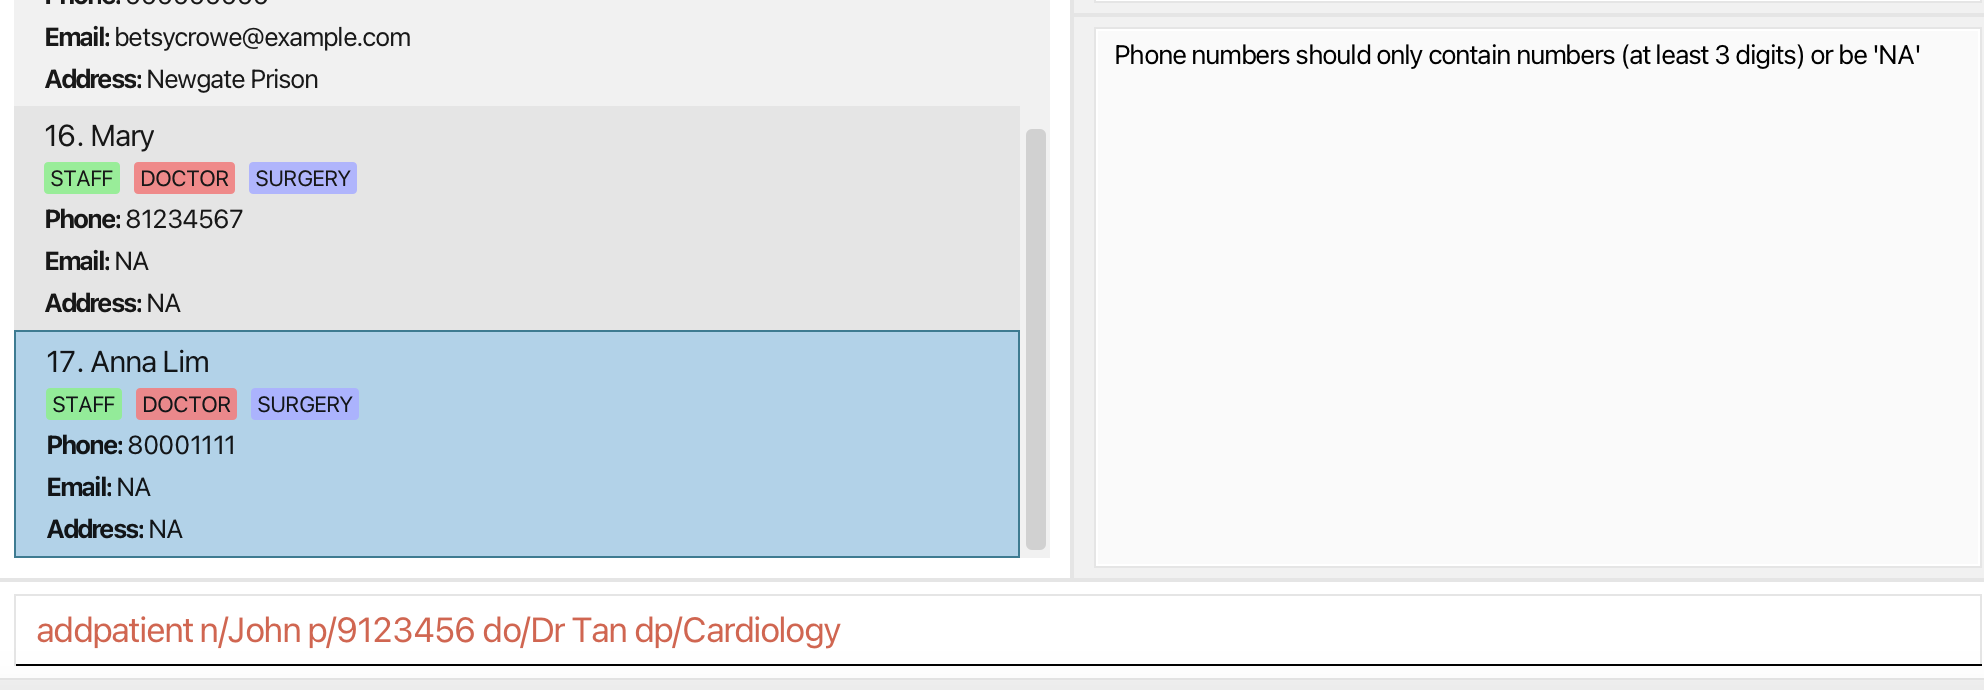 Email: betsycrowe@example.com
Address: Newgate Prison
16. Mary
STAFF DOCTOR SURGERY
Phone: 81234567
Email: NA
Address: NA
17. Anna Lim
STAFF DOCTOR SURGERY
Phone: 80001111
Email: NA
Address: NA
Phone numbers should only contain numbers (at least 3 digits) or be 'NA'
addpatient n/John p/9123456 do/Dr Tan dp/Cardiology